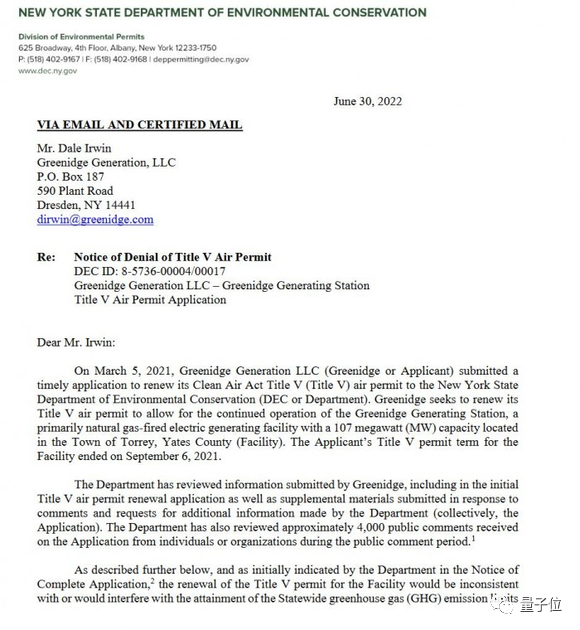 NEW YORK STATE DEPARTMENT OF ENVIRONMENTAL CONSERVATION
Division of Environmental Permits
625 Broadway, 4th Floor, Albany, New York 12233-1750
P: (518) 402-9167 | F: (518) 402-9168 | deppermitting@dec.ny.gov
www.dec.ny.gov
June 30, 2022
VIA EMAIL AND CERTIFIED MAIL
Mr. Dale Irwin
Greenidge Generation, LLC
P.O. Box 187
590 Plant Road
Dresden, NY 14441
dirwin@greenidge.com
Re: Notice of Denial of Title V Air Permit
DEC ID: 8-5736-00004/00017
Greenidge Generation LLC – Greenidge Generating Station
Title V Air Permit Application
Dear Mr. Irwin:
On March 5, 2021, Greenidge Generation LLC (Greenidge or Applicant) submitted a
timely application to renew its Clean Air Act Title V (Title V) air permit to the New York State
Department of Environmental Conservation (DEC or Department). Greenidge seeks to renew its
Title V air permit to allow for the continued operation of the Greenidge Generating Station, a
primarily natural gas-fired electric generating facility with a 107 megawatt (MW) capacity located
in the Town of Torrey, Yates County (Facility). The Applicant's Title V permit term for the
Facility ended on September 6, 2021.
The Department has reviewed information submitted by Greenidge, including in the initial
Title V air permit renewal application as well as supplemental materials submitted in response to
comments and requests for additional information made by the Department (collectively, the
Application). The Department has also reviewed approximately 4,000 public comments received
on the Application from individuals or organizations during the public comment period.¹
As described further below, and as initially indicated by the Department in the Notice of
Complete Application,² the renewal of the Title V permit for the Facility would be inconsistent
with or would interfere with the attainment of the Statewide greenhouse gas (GHG) emission
量子位